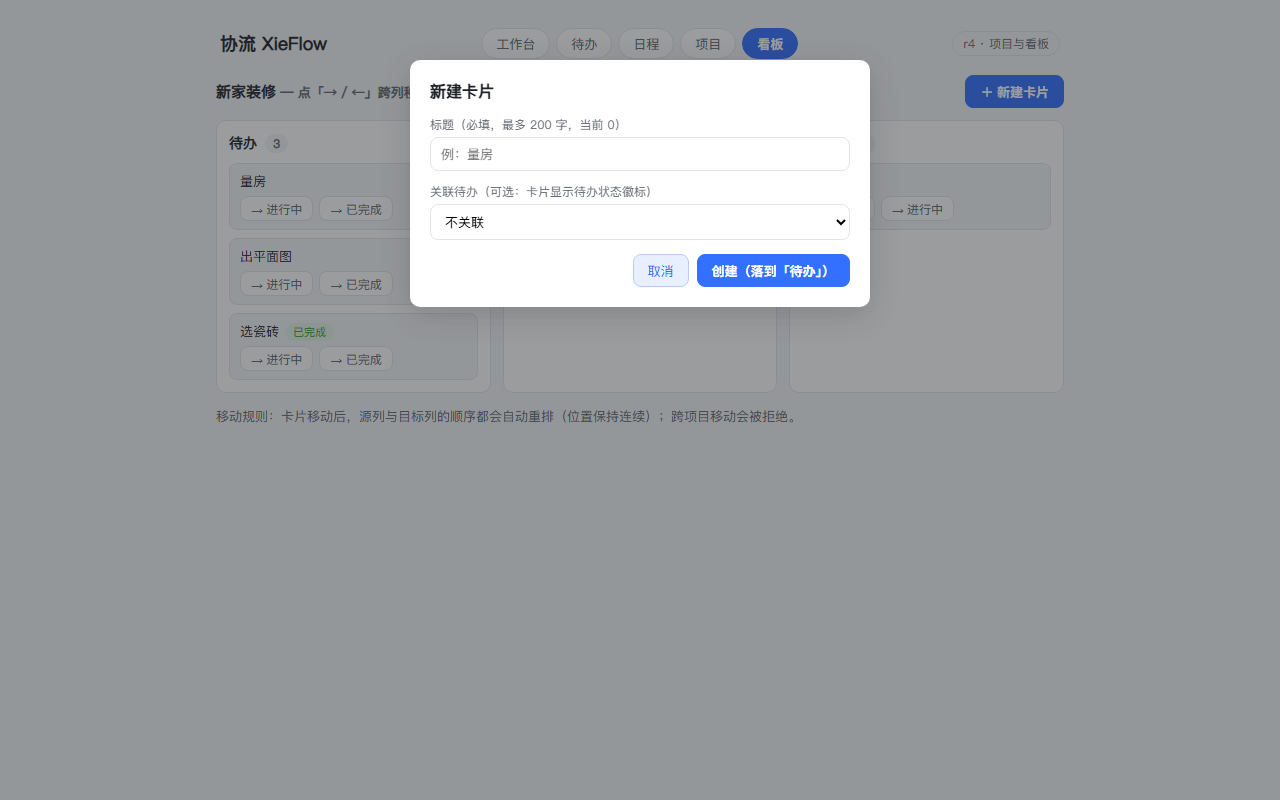 协流 XieFlow
工作台
待办
日程
项目
看板
r4 · 项目与看板
新家装修 — 点「→ / ←」跨列
＋ 新建卡片
新建卡片
标题（必填，最多 200 字，当前 0）
例：量房
关联待办（可选：卡片显示待办状态徽标）
不关联
取消
创建（落到「待办」）
待办 3
量房
→ 进行中
→ 已完成
→ 进行中
出平面图
→ 进行中
→ 已完成
选瓷砖 已完成
→ 进行中
→ 已完成
移动规则：卡片移动后，源列与目标列的顺序都会自动重排（位置保持连续）；跨项目移动会被拒绝。